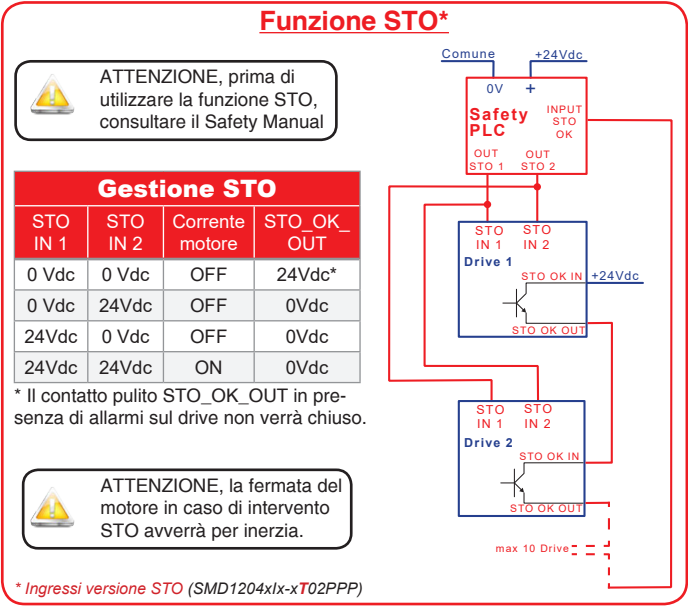 Funzione STO*
ATTENZIONE, prima di
utilizzare la funzione STO,
consultare il Safety Manual
Gestione STO
STO IN 1 STO IN 2 Corrente motore STO_OK_ OUT
0 Vdc 0 Vdc OFF 24Vdc*
0 Vdc 24Vdc OFF 0Vdc
24Vdc 0 Vdc OFF 0Vdc
24Vdc 24Vdc ON 0Vdc
* Il contatto pulito STO_OK_OUT in pre-
senza di allarmi sul drive non verrà chiuso.
ATTENZIONE, la fermata del
motore in caso di intervento
STO avverrà per inerzia.
* Ingressi versione STO (SMD1204xIx-xT02PPP)
Comune +24Vdc
0V +
Safety
PLC
INPUT
STO
OK
OUT
STO 1
OUT
STO 2
STO
IN 1
STO
IN 2
Drive 1
STO OK IN
+24Vdc
STO OK OUT
STO
IN 1
STO
IN 2
Drive 2
STO OK IN
STO OK OUT
max 10 Drive